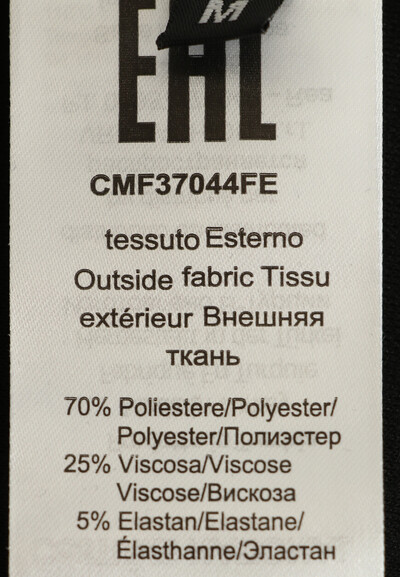 M
EAC
CMF37044FE
tessuto Esterno
Outside fabric Tissu
extérieur Внешняя
ткань
70% Poliestere/Polyester/
Polyester/Полиэстер
25% Viscosa/Viscose
Viscose/Вискоза
5% Elastan/Elastane/
Élasthanne/Эластан